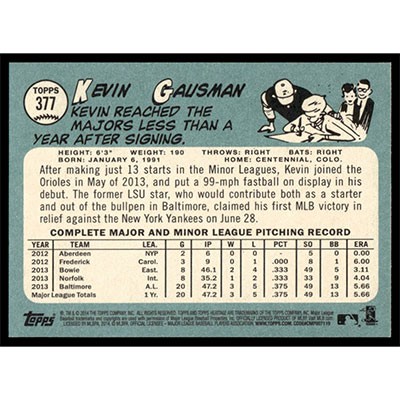 TOPPS
377
KEVIN GAUSMAN
KEVIN REACHED THE
MAJORS LESS THAN A
YEAR AFTER SIGNING.
HEIGHT: 6'3" WEIGHT: 190 THROWS: RIGHT BATS: RIGHT
BORN: JANUARY 6, 1991 HOME: CENTENNIAL, COLO.
After making just 13 starts in the Minor Leagues, Kevin joined the
Orioles in May of 2013, and put a 99-mph fastball on display in his
debut. The former LSU star, who would contribute both as a starter
and out of the bullpen in Baltimore, claimed his first MLB victory in
relief against the New York Yankees on June 28.
COMPLETE MAJOR AND MINOR LEAGUE PITCHING RECORD
YEAR TEAM LEA. G IP W L PCT SO SV BB ERA
2012 Aberdeen NYP 2 6 0 0 — 5 0 0 0.00
2012 Frederick Carol. 3 9 0 1 .000 8 1 6.00
2013 Bowie East. 8 46.1 2 4 .333 49 5 3.11
2013 Norfolk Int. 8 35.2 1 2 .333 33 9 4.04
2013 Baltimore A.L. 20 47.2 3 5 .375 49 0 13 5.66
Major League Totals 1 Yr. 20 47.2 3 5 .375 49 0 13 5.66
Topps